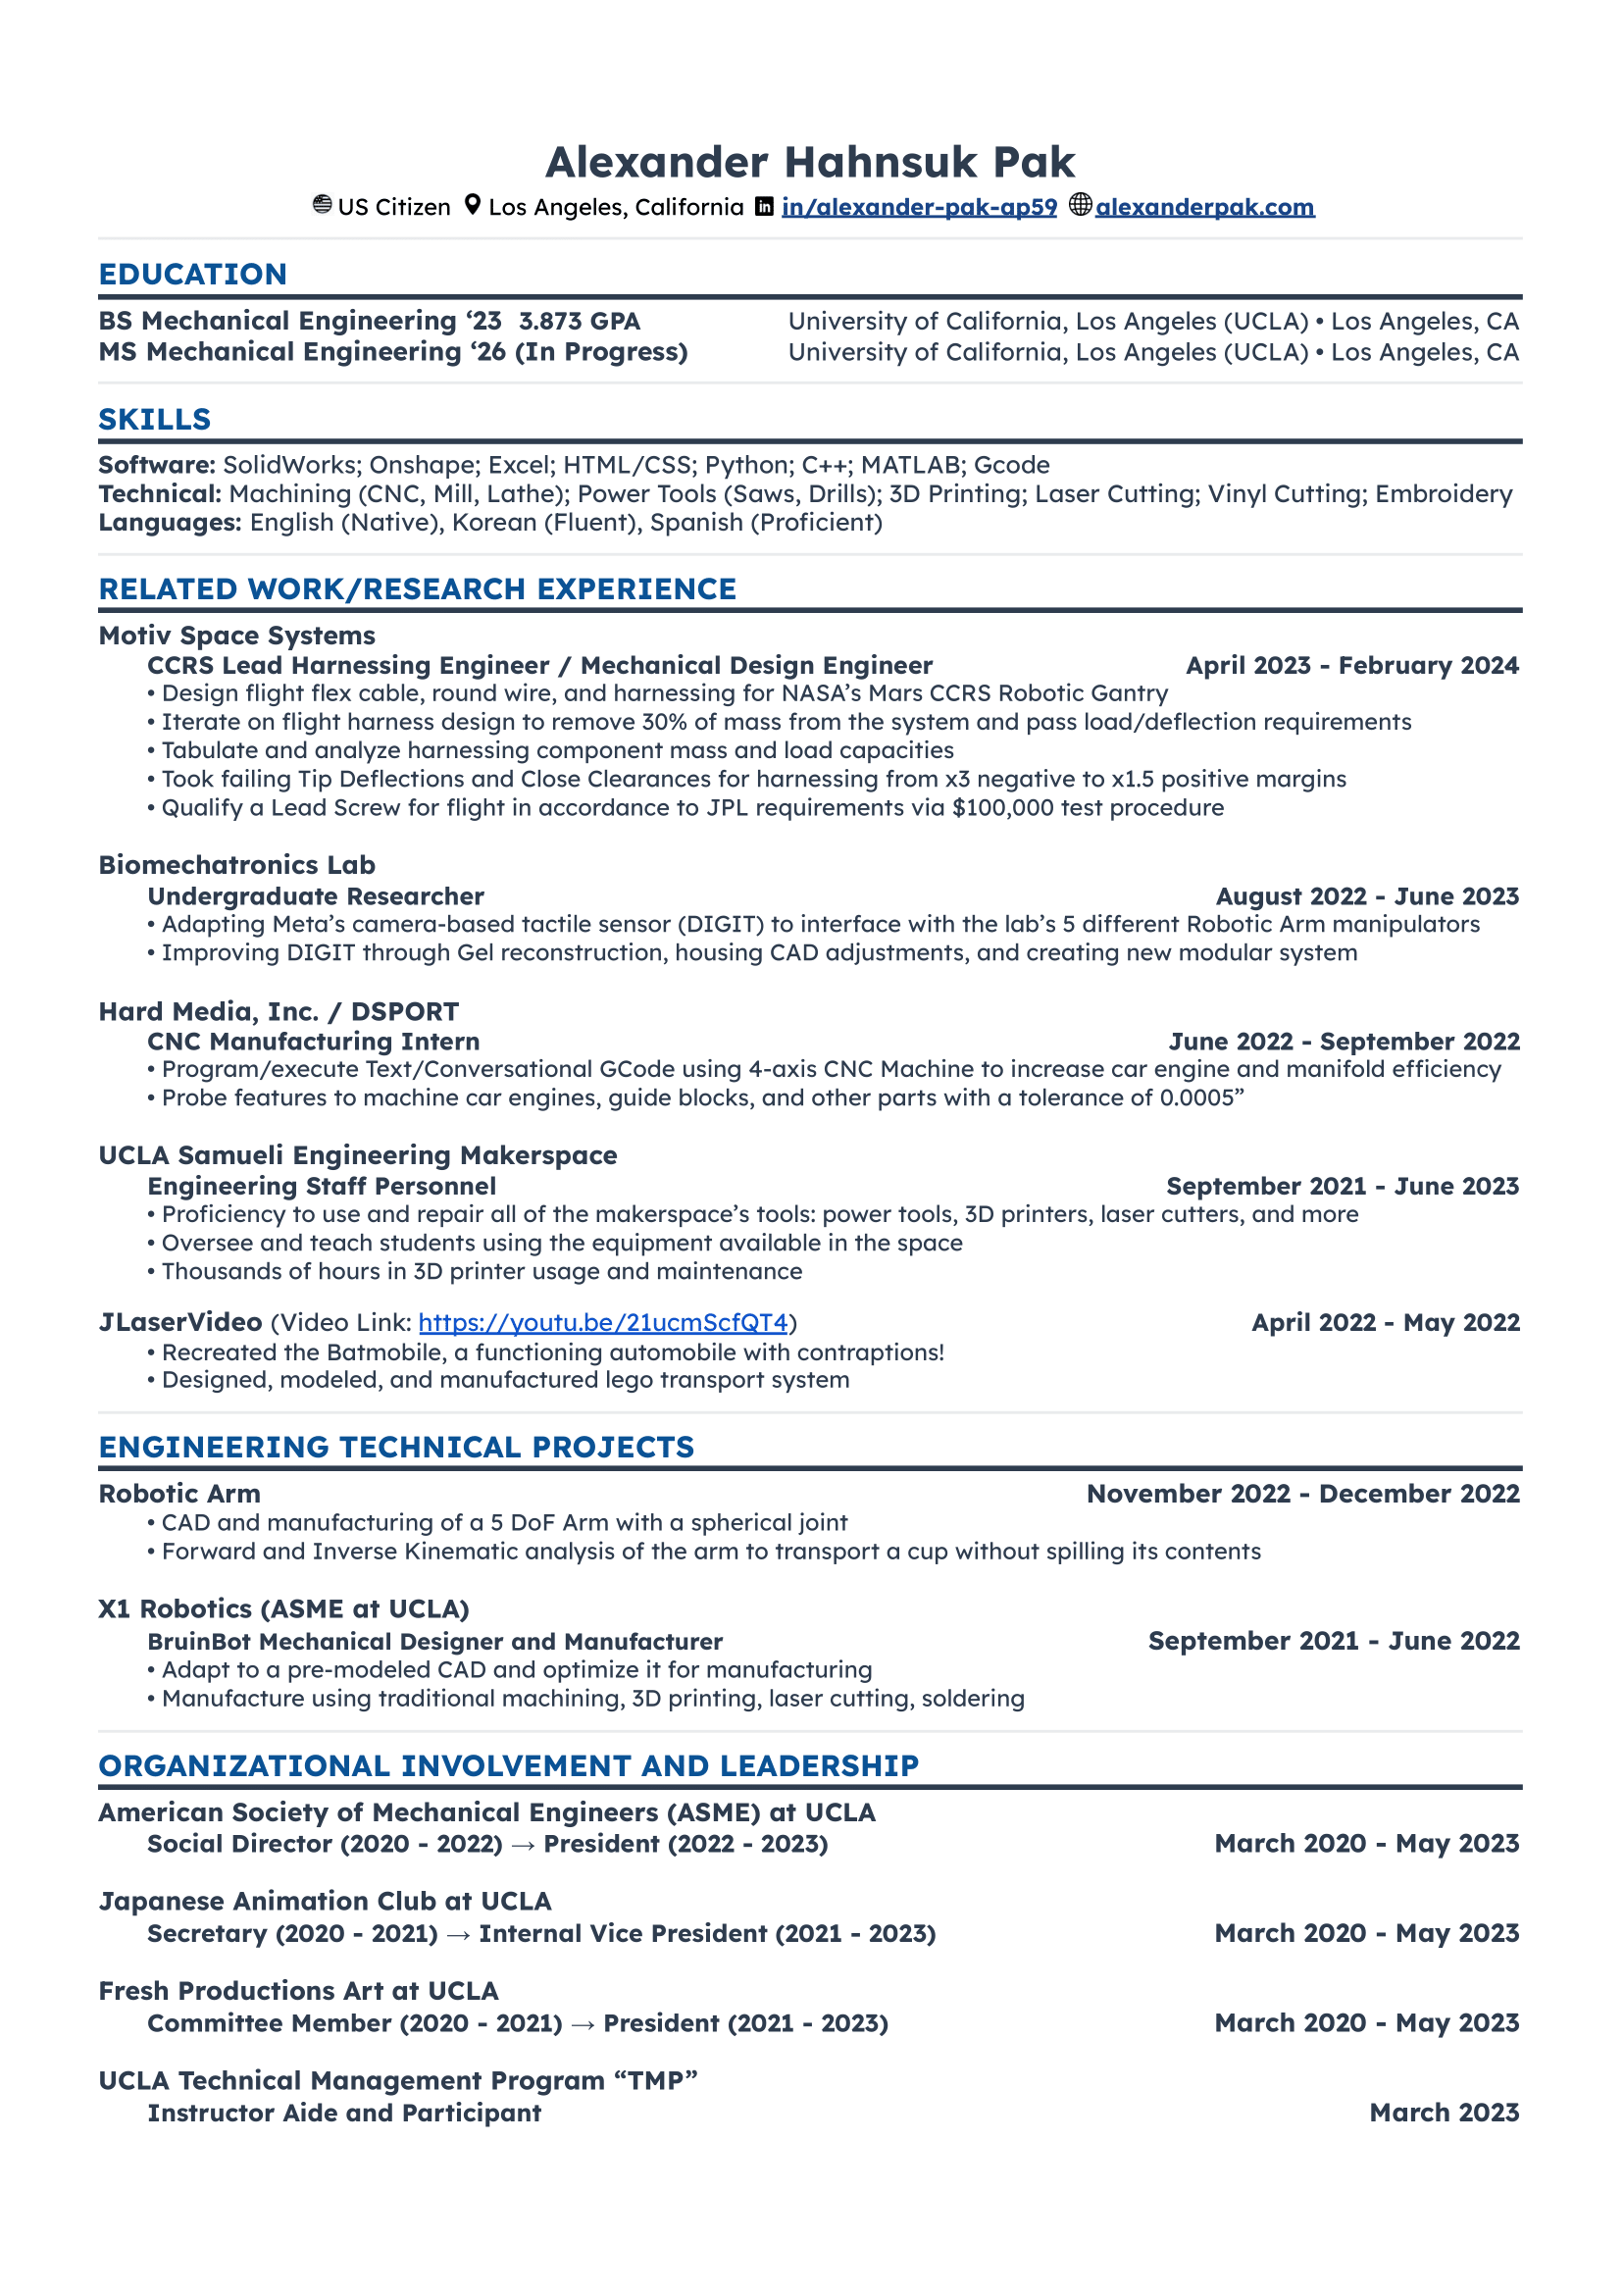 Alexander Hahnsuk Pak
US Citizen Los Angeles, California in/alexander-pak-ap59 alexanderpak.com
EDUCATION
BS Mechanical Engineering ‘23 3.873 GPA University of California, Los Angeles (UCLA) • Los Angeles, CA
MS Mechanical Engineering ‘26 (In Progress) University of California, Los Angeles (UCLA) • Los Angeles, CA
SKILLS
Software: SolidWorks; Onshape; Excel; HTML/CSS; Python; C++; MATLAB; Gcode
Technical: Machining (CNC, Mill, Lathe); Power Tools (Saws, Drills); 3D Printing; Laser Cutting; Vinyl Cutting; Embroidery
Languages: English (Native), Korean (Fluent), Spanish (Proficient)
RELATED WORK/RESEARCH EXPERIENCE
Motiv Space Systems
CCRS Lead Harnessing Engineer / Mechanical Design Engineer April 2023 - February 2024
• Design flight flex cable, round wire, and harnessing for NASA’s Mars CCRS Robotic Gantry
• Iterate on flight harness design to remove 30% of mass from the system and pass load/deflection requirements
• Tabulate and analyze harnessing component mass and load capacities
• Took failing Tip Deflections and Close Clearances for harnessing from x3 negative to x1.5 positive margins
• Qualify a Lead Screw for flight in accordance to JPL requirements via $100,000 test procedure
Biomechatronics Lab
Undergraduate Researcher August 2022 - June 2023
• Adapting Meta’s camera-based tactile sensor (DIGIT) to interface with the lab’s 5 different Robotic Arm manipulators
• Improving DIGIT through Gel reconstruction, housing CAD adjustments, and creating new modular system
Hard Media, Inc. / DSPORT
CNC Manufacturing Intern June 2022 - September 2022
• Program/execute Text/Conversational GCode using 4-axis CNC Machine to increase car engine and manifold efficiency
• Probe features to machine car engines, guide blocks, and other parts with a tolerance of 0.0005”
UCLA Samueli Engineering Makerspace
Engineering Staff Personnel September 2021 - June 2023
• Proficiency to use and repair all of the makerspace’s tools: power tools, 3D printers, laser cutters, and more
• Oversee and teach students using the equipment available in the space
• Thousands of hours in 3D printer usage and maintenance
JLaserVideo (Video Link: https://youtu.be/21ucmScfQT4) April 2022 - May 2022
• Recreated the Batmobile, a functioning automobile with contraptions!
• Designed, modeled, and manufactured lego transport system
ENGINEERING TECHNICAL PROJECTS
Robotic Arm November 2022 - December 2022
• CAD and manufacturing of a 5 DoF Arm with a spherical joint
• Forward and Inverse Kinematic analysis of the arm to transport a cup without spilling its contents
X1 Robotics (ASME at UCLA)
BruinBot Mechanical Designer and Manufacturer September 2021 - June 2022
• Adapt to a pre-modeled CAD and optimize it for manufacturing
• Manufacture using traditional machining, 3D printing, laser cutting, soldering
ORGANIZATIONAL INVOLVEMENT AND LEADERSHIP
American Society of Mechanical Engineers (ASME) at UCLA
Social Director (2020 - 2022) → President (2022 - 2023) March 2020 - May 2023
Japanese Animation Club at UCLA
Secretary (2020 - 2021) → Internal Vice President (2021 - 2023) March 2020 - May 2023
Fresh Productions Art at UCLA
Committee Member (2020 - 2021) → President (2021 - 2023) March 2020 - May 2023
UCLA Technical Management Program “TMP”
Instructor Aide and Participant March 2023